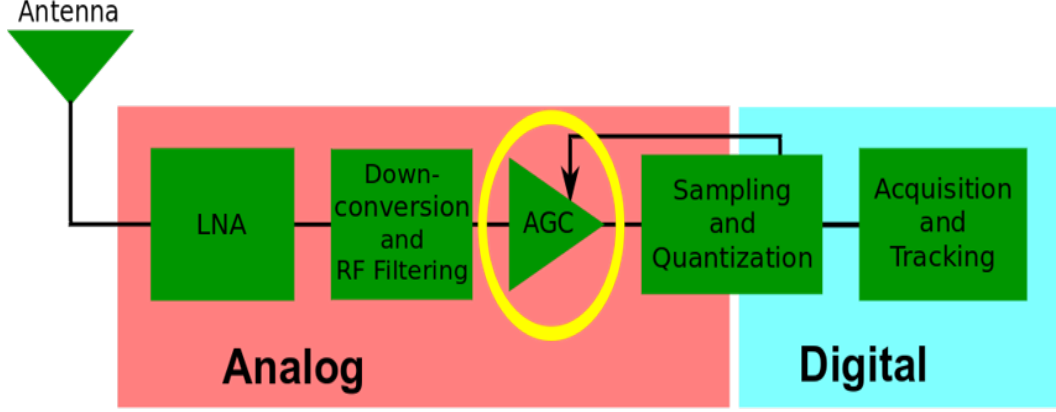 Antenna
LNA
Down-
conversion
and
RF Filtering
AGC
Sampling
and
Quantization
Acquisition
and
Tracking
Analog
Digital